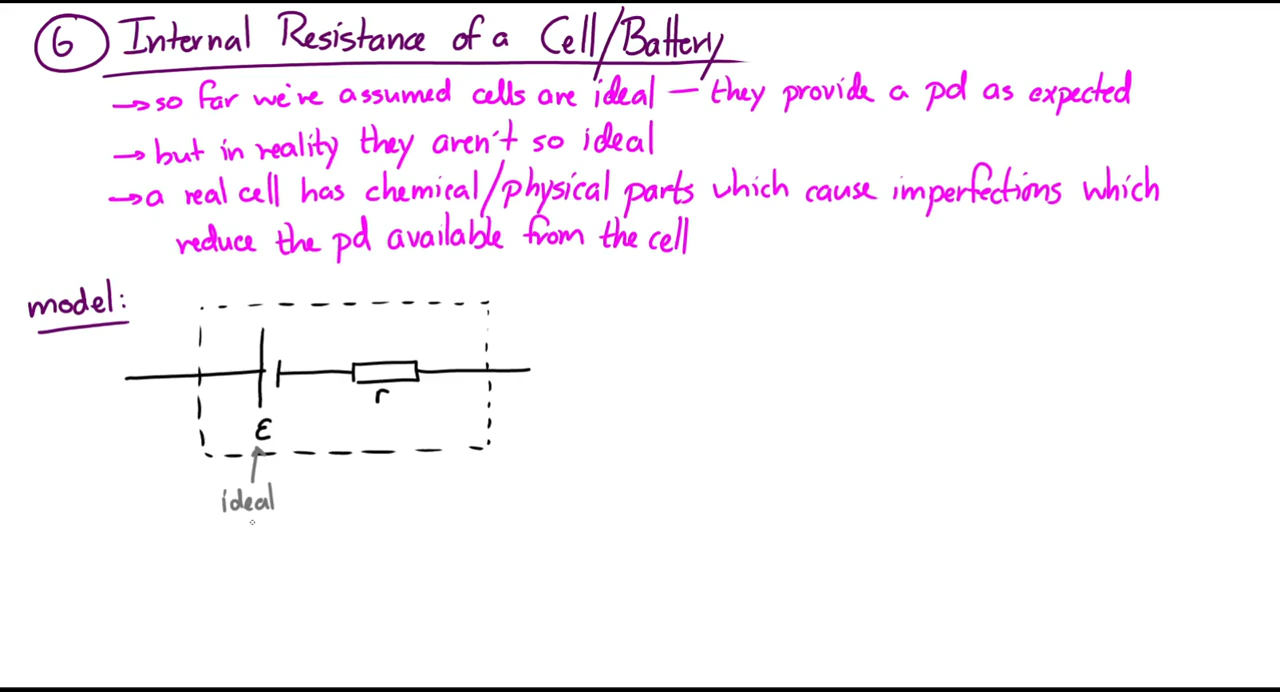 6 Internal Resistance of a Cell/Battery
→ so far we've assumed cells are ideal — they provide a pd as expected
→ but in reality they aren't so ideal
→ a real cell has chemical/physical parts which cause imperfections which
reduce the pd available from the cell
model:
r
ε
ideal